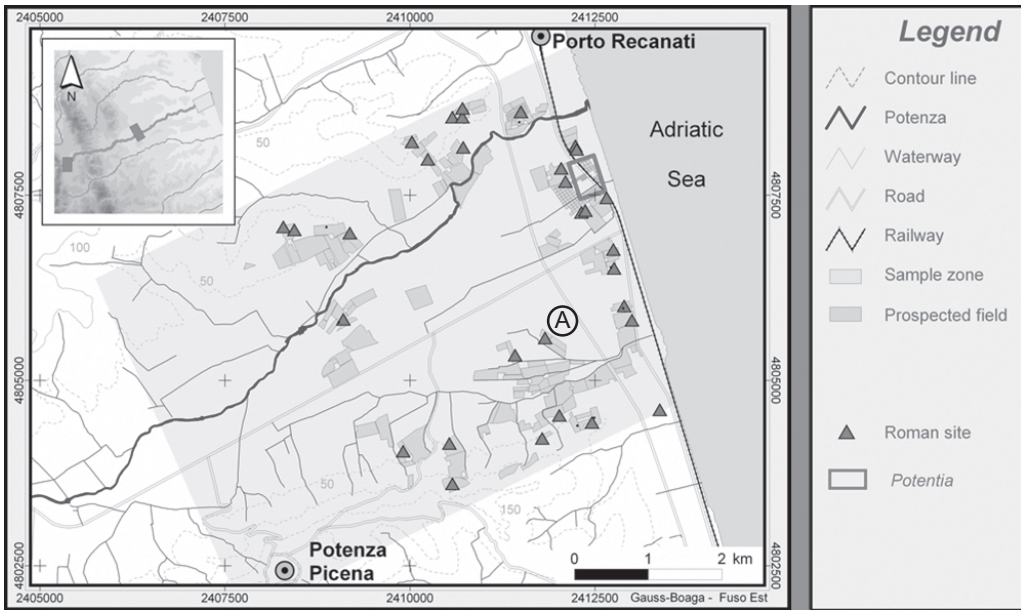 2405000
2407500
2410000
2412500
Porto Recanati
N
50
Adriatic
Sea
4807500
4807500
100
50
A
4805000
4805000
50
150
Potenza
Picena
0 1 2 km
4802500
4802500
2405000
2407500
2410000
2412500
Gauss-Boaga - Fuso Est
Legend
Contour line
Potenza
Waterway
Road
Railway
Sample zone
Prospected field
Roman site
Potentia